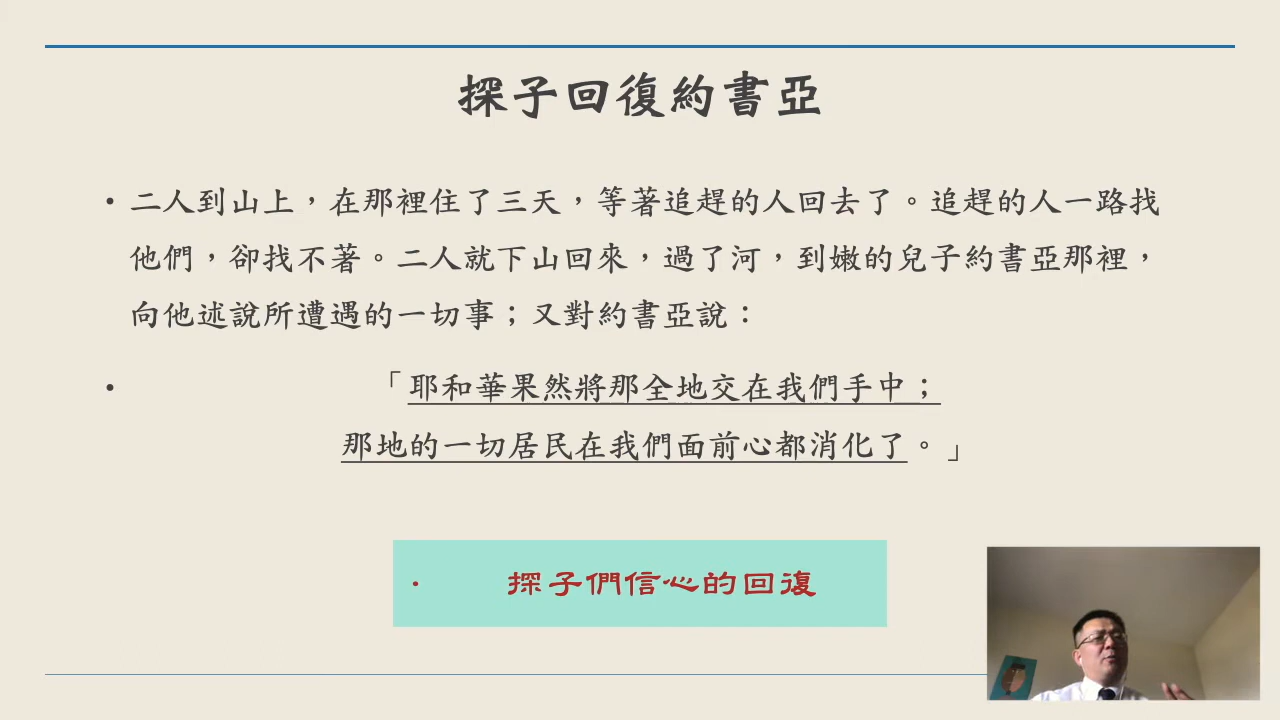 探子回復約書亞
• 二人到山上，在那裡住了三天，等著追趕的人回去了。追趕的人一路找
他們，卻找不著。二人就下山回來，過了河，到嫩的兒子約書亞那裡，
向他述說所遭遇的一切事；又對約書亞說：
• 「耶和華果然將那全地交在我們手中；
那地的一切居民在我們面前心都消化了。」
• 探子們信心的回復